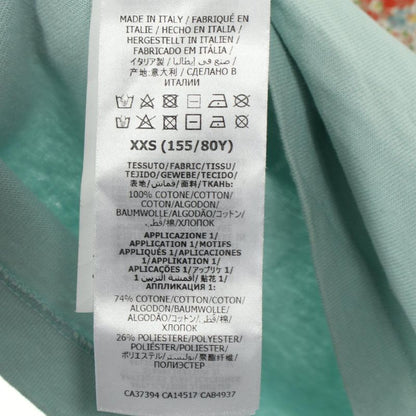 MADE IN ITALY / FABRIQUÉ EN
ITALIE / HECHO EN ITALIA /
HERGESTELLT IN ITALIEN /
FABRICADO EM ITÁLIA /
イタリア製 / صنع في إيطاليا /
产地:意大利 / СДЕЛАНО В
ИТАЛИИ
XXS (155/80Y)
TESSUTO/FABRIC/TISSU/
TEJIDO/GEWEBE/TECIDO/
表地/قماش/面料/ТКАНЬ:
100% COTONE/COTTON/
COTON/ALGODON/
BAUMWOLLE/ALGODÃO/コットン/
قطن/棉/ХЛОПОК
APPLICAZIONE 1/
APPLICATION 1/ MOTIFS
APPLIQUÉS 1/ APLICACIONES
1/ APPLIKATION 1/
APLICAÇÕES 1/アップリケ 1/
أقمشة التزيين 1/贴花 1/
АППЛИКАЦИЯ 1:
74% COTONE/COTTON/COTON/
ALGODON/BAUMWOLLE/
ALGODÃO/コットン/قطن/棉/
ХЛОПОК
26% POLIESTERE/POLYESTER/
POLIÉSTER/POLIESTER/
ポリエステル/بوليستر/聚酯纤维/
ПОЛИЭСТЕР
CA37394 CA14517 CAB4937